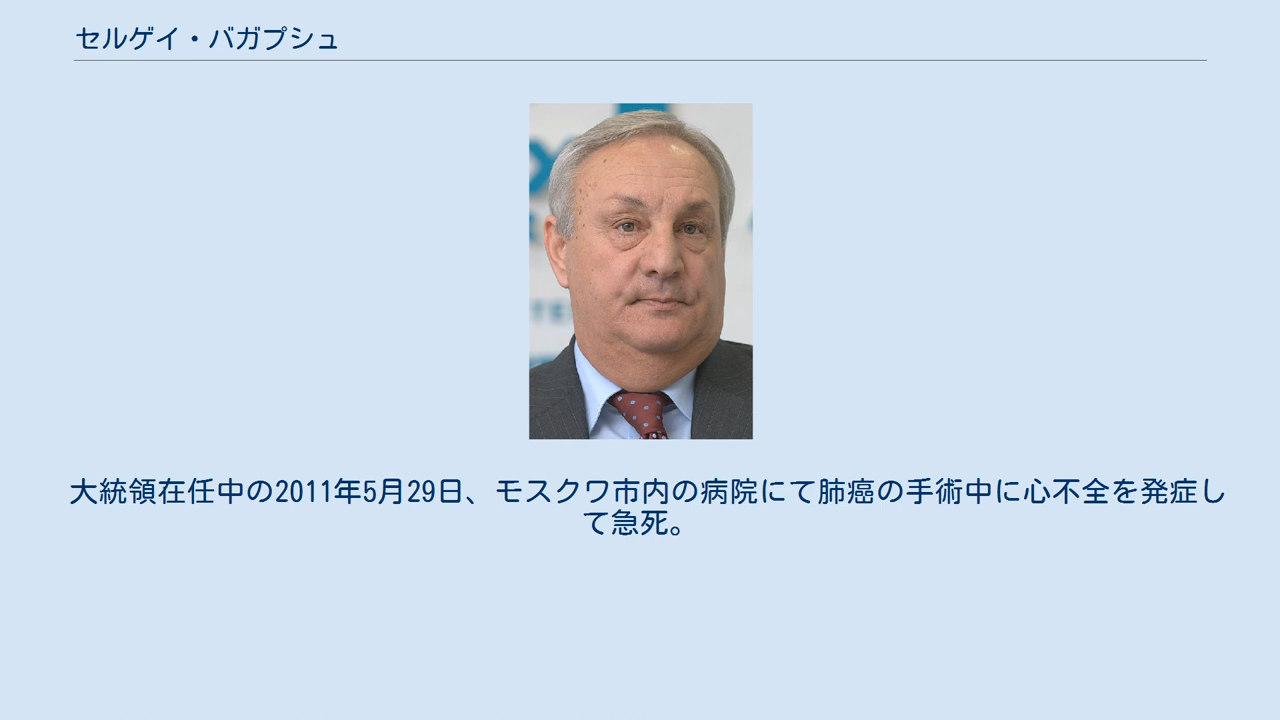 セルゲイ・バガプシュ
大統領在任中の2011年5月29日、モスクワ市内の病院にて肺癌の手術中に心不全を発症し
て急死。